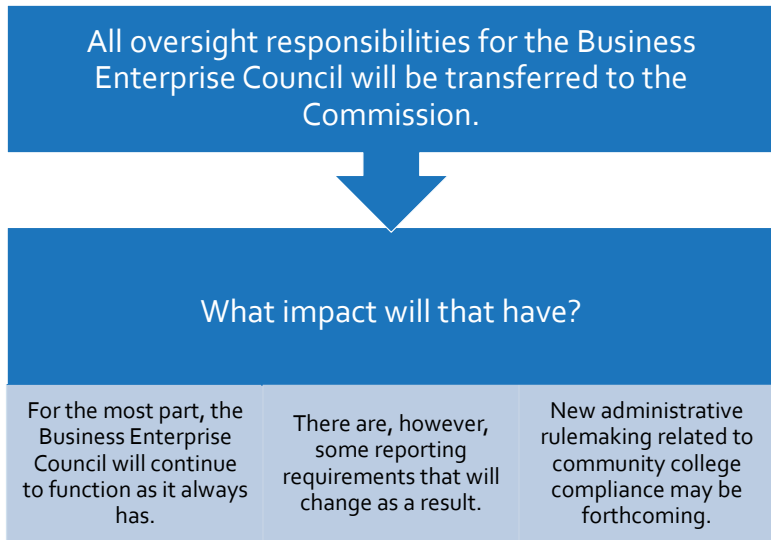 All oversight responsibilities for the Business
Enterprise Council will be transferred to the
Commission.
What impact will that have?
For the most part, the
Business Enterprise
Council will continue
to function as it always
has.
There are, however,
some reporting
requirements that will
change as a result.
New administrative
rulemaking related to
community college
compliance may be
forthcoming.